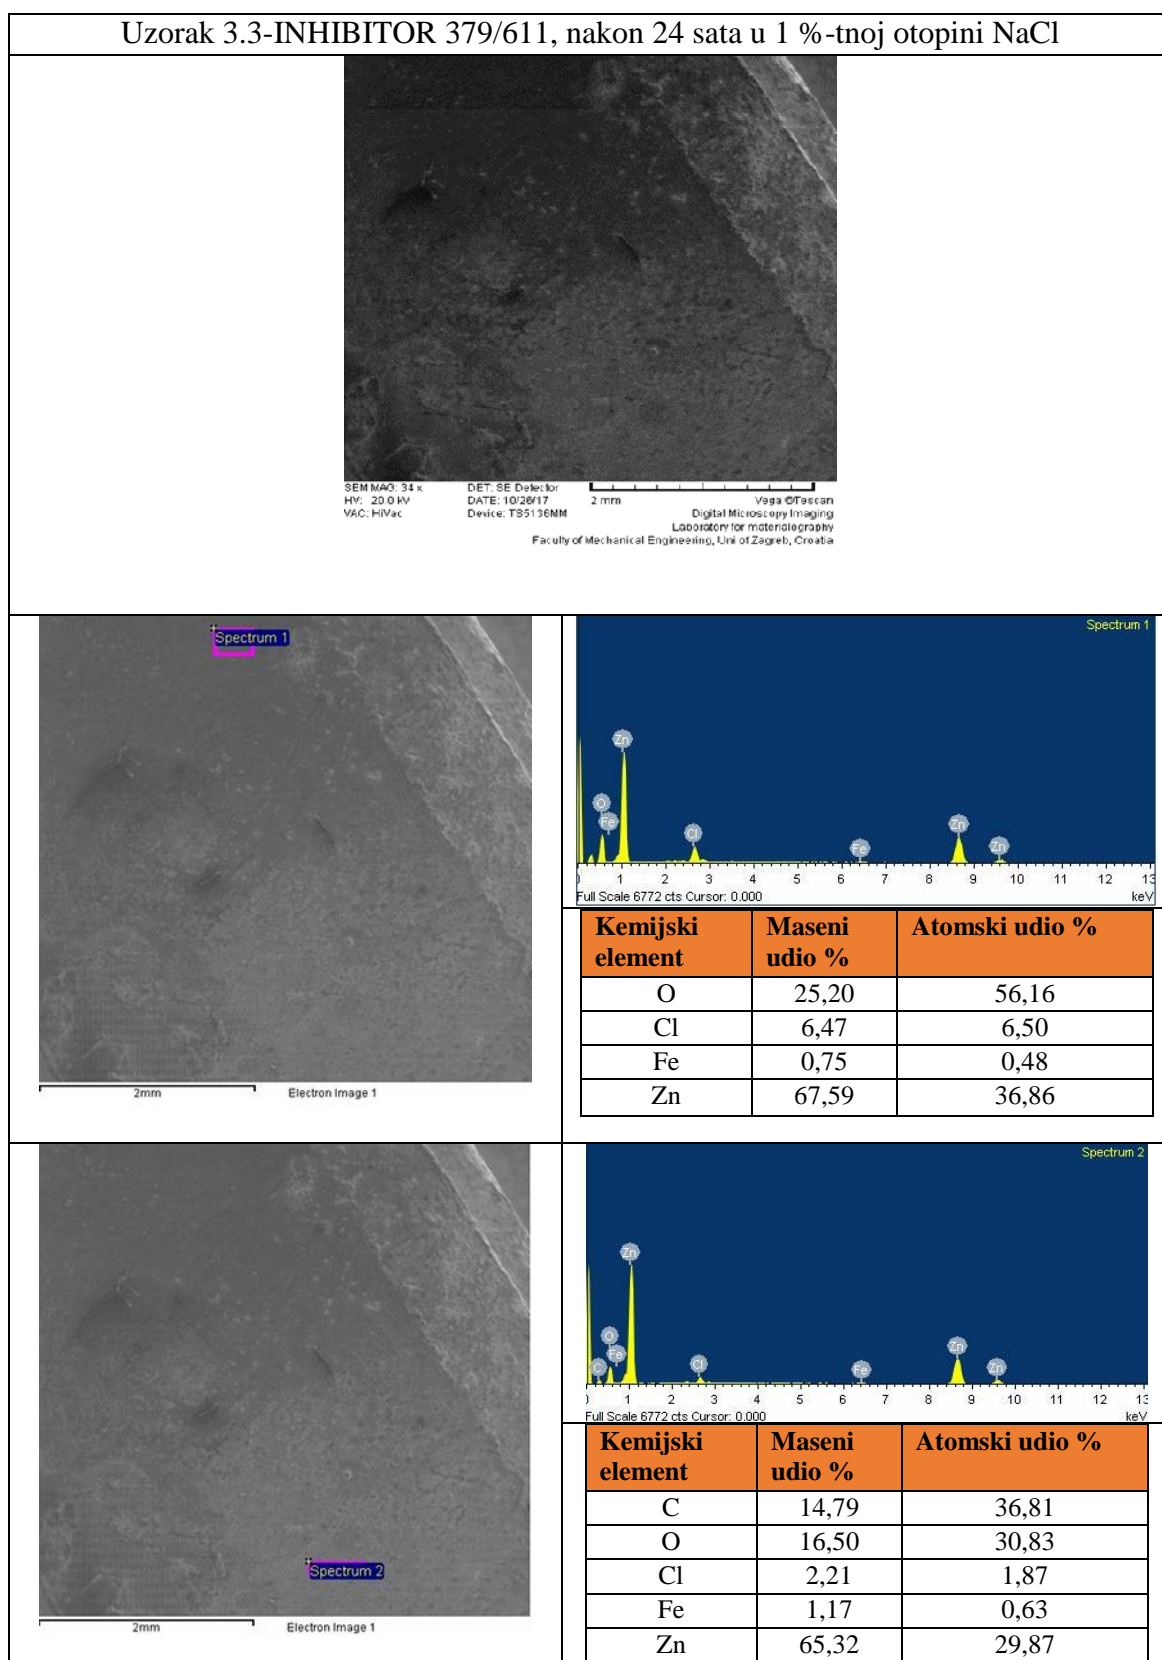 Uzorak 3.3-INHIBITOR 379/611, nakon 24 sata u 1 %-tnoj otopini NaCl
SEM MAG: 34 x DET: SE Detector
HV: 20.0 kV DATE: 10/26/17 2 mm Vega ©Tescan
VAC: HiVac Device: TS5136MM Digital Microscopy Imaging
Laboratory for materialography
Faculty of Mechanical Engineering, Uni of Zagreb, Croatia
Spectrum 1
2mm Electron Image 1
Spectrum 1
Zn
O
Fe
Cl
Fe
Zn
Zn
1 2 3 4 5 6 7 8 9 10 11 12 13
Full Scale 6772 cts Cursor: 0.000 keV
Kemijski element Maseni udio % Atomski udio %
O 25,20 56,16
Cl 6,47 6,50
Fe 0,75 0,48
Zn 67,59 36,86
Spectrum 2
2mm Electron Image 1
Spectrum 2
Zn
O
Fe
C
Cl
Fe
Zn
Zn
1 2 3 4 5 6 7 8 9 10 11 12 13
Full Scale 6772 cts Cursor: 0.000 keV
Kemijski element Maseni udio % Atomski udio %
C 14,79 36,81
O 16,50 30,83
Cl 2,21 1,87
Fe 1,17 0,63
Zn 65,32 29,87